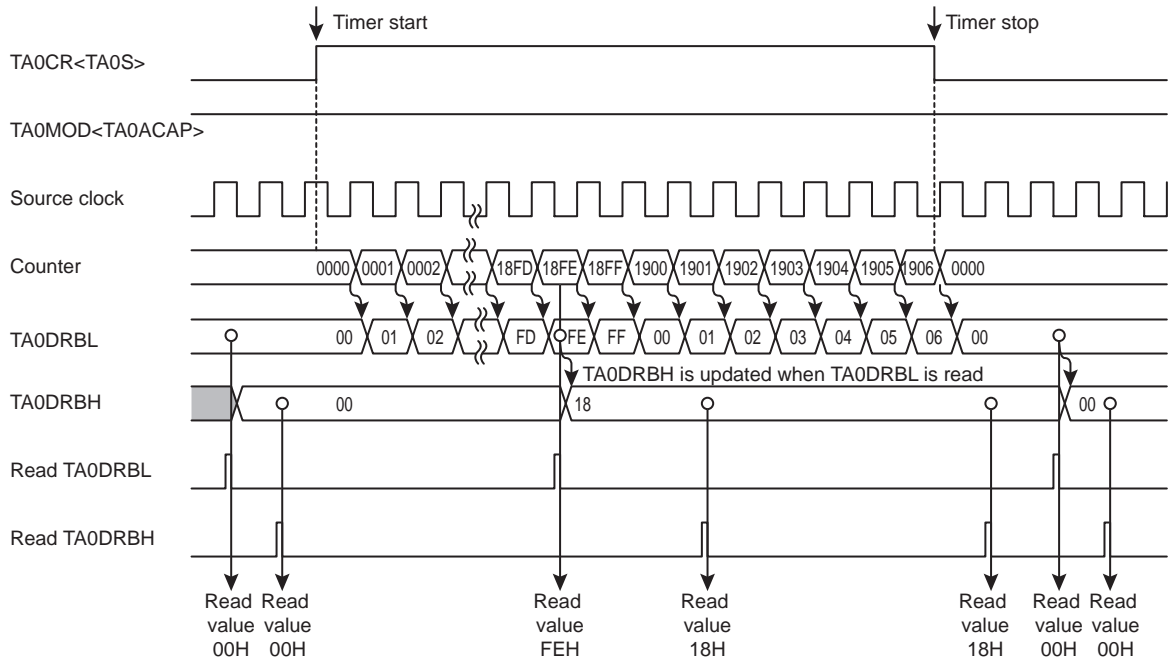 Timer start Timer stop
TA0CR<TA0S>
TA0MOD<TA0ACAP>
Source clock
Counter 0000 0001 0002 18FD 18FE 18FF 1900 1901 1902 1903 1904 1905 1906 0000
TA0DRBL 00 01 02 FD FE FF 00 01 02 03 04 05 06 00
TA0DRBH is updated when TA0DRBL is read
TA0DRBH 00 18 00
Read TA0DRBL
Read TA0DRBH
Read Read Read Read Read Read Read
value value value value value value value
00H 00H FEH 18H 18H 00H 00H